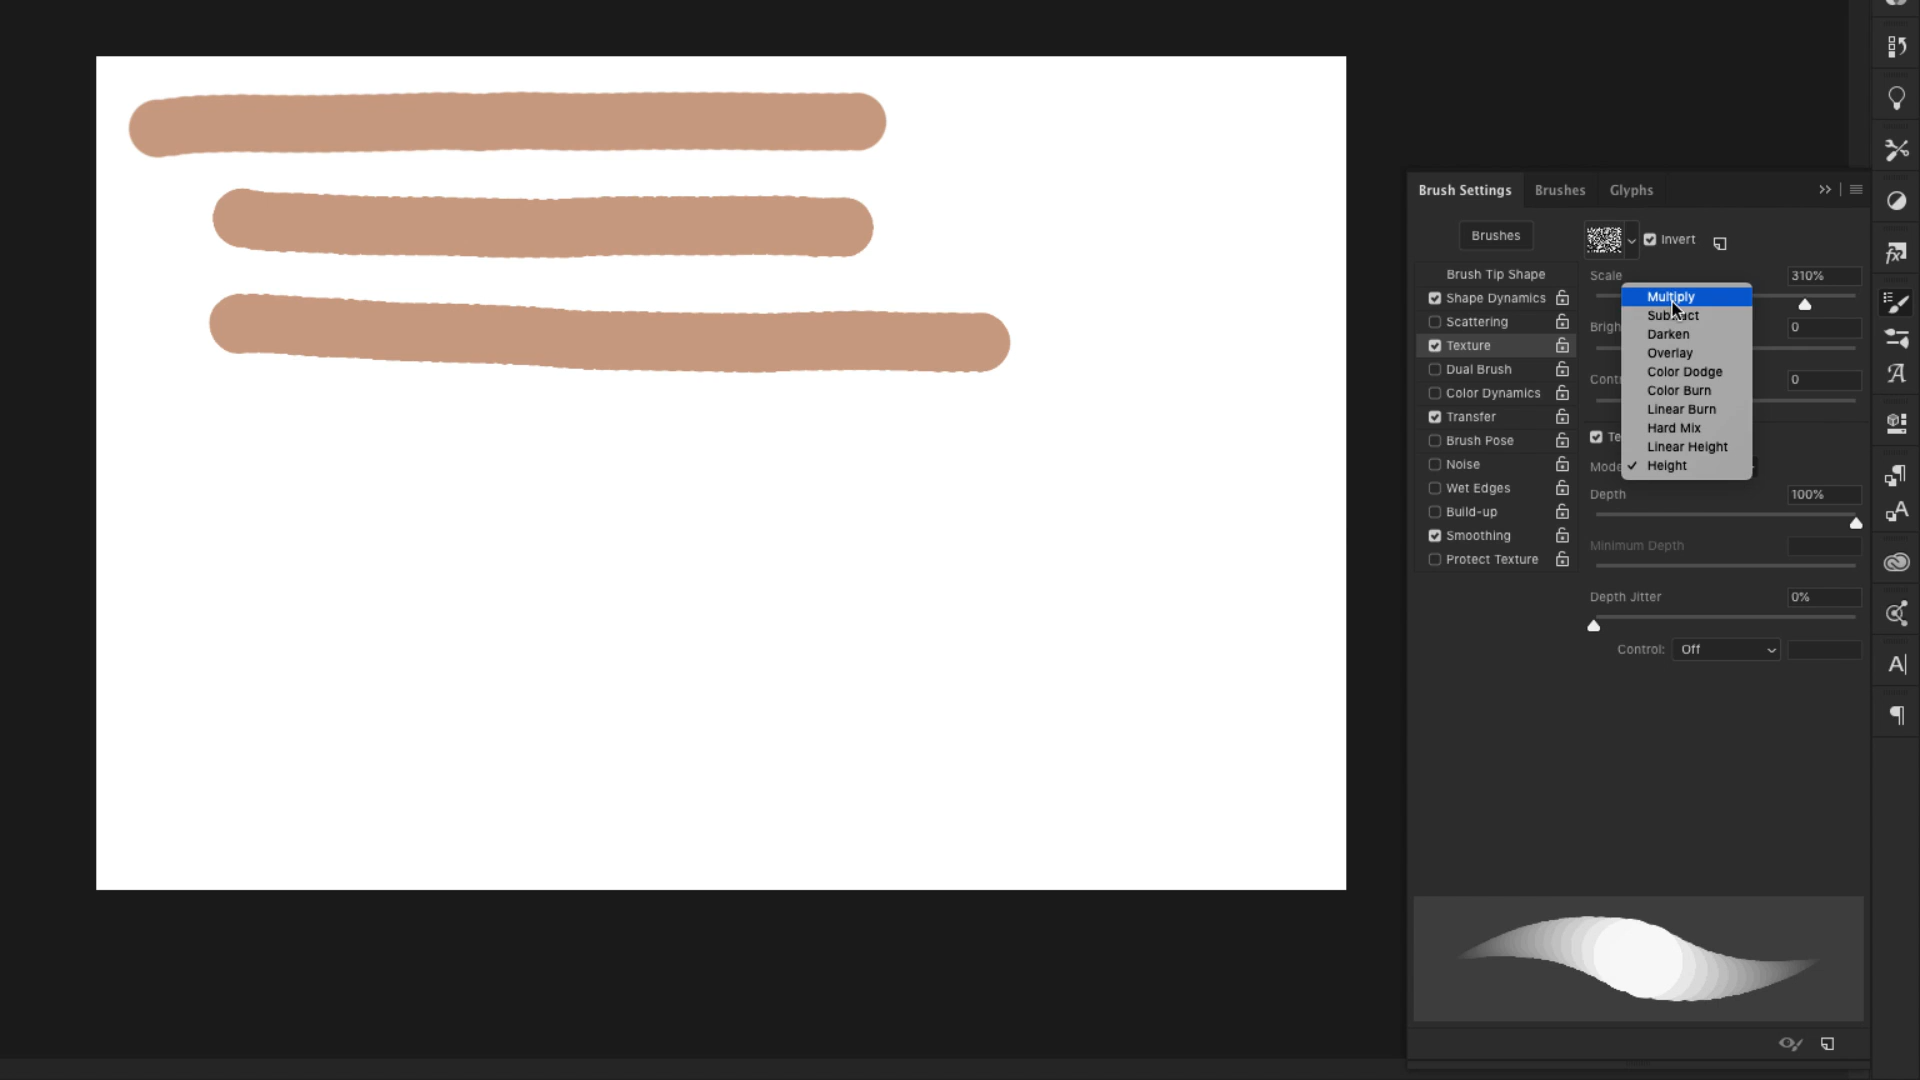 Brush Settings Brushes Glyphs
Brushes
Invert
Brush Tip Shape
Shape Dynamics
Scattering
Texture
Dual Brush
Color Dynamics
Transfer
Brush Pose
Noise
Wet Edges
Build-up
Smoothing
Protect Texture
Scale 310%
0
0
Multiply
Subtract
Darken
Overlay
Color Dodge
Color Burn
Linear Burn
Hard Mix
Linear Height
Height
Mode
Depth 100%
Minimum Depth
Depth Jitter 0%
Control: Off